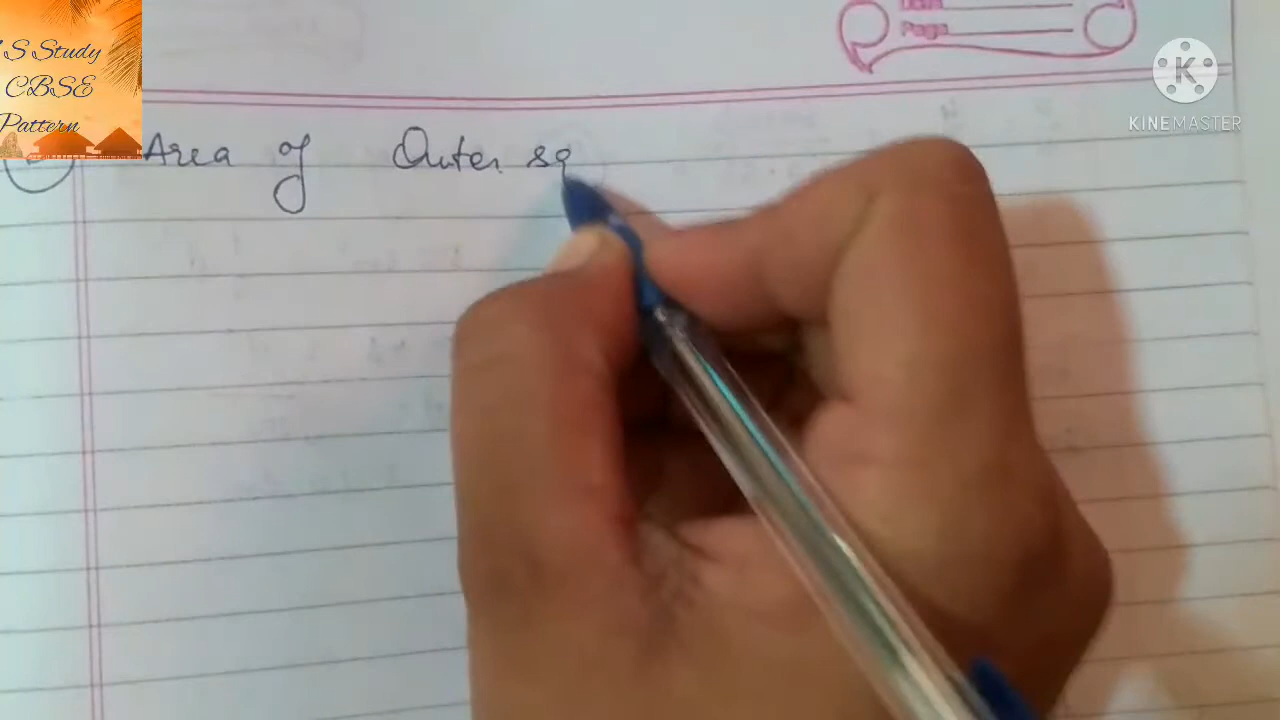 S Study
CBSE
Pattern
Page
K
KINEMASTER
Area of Outer sq